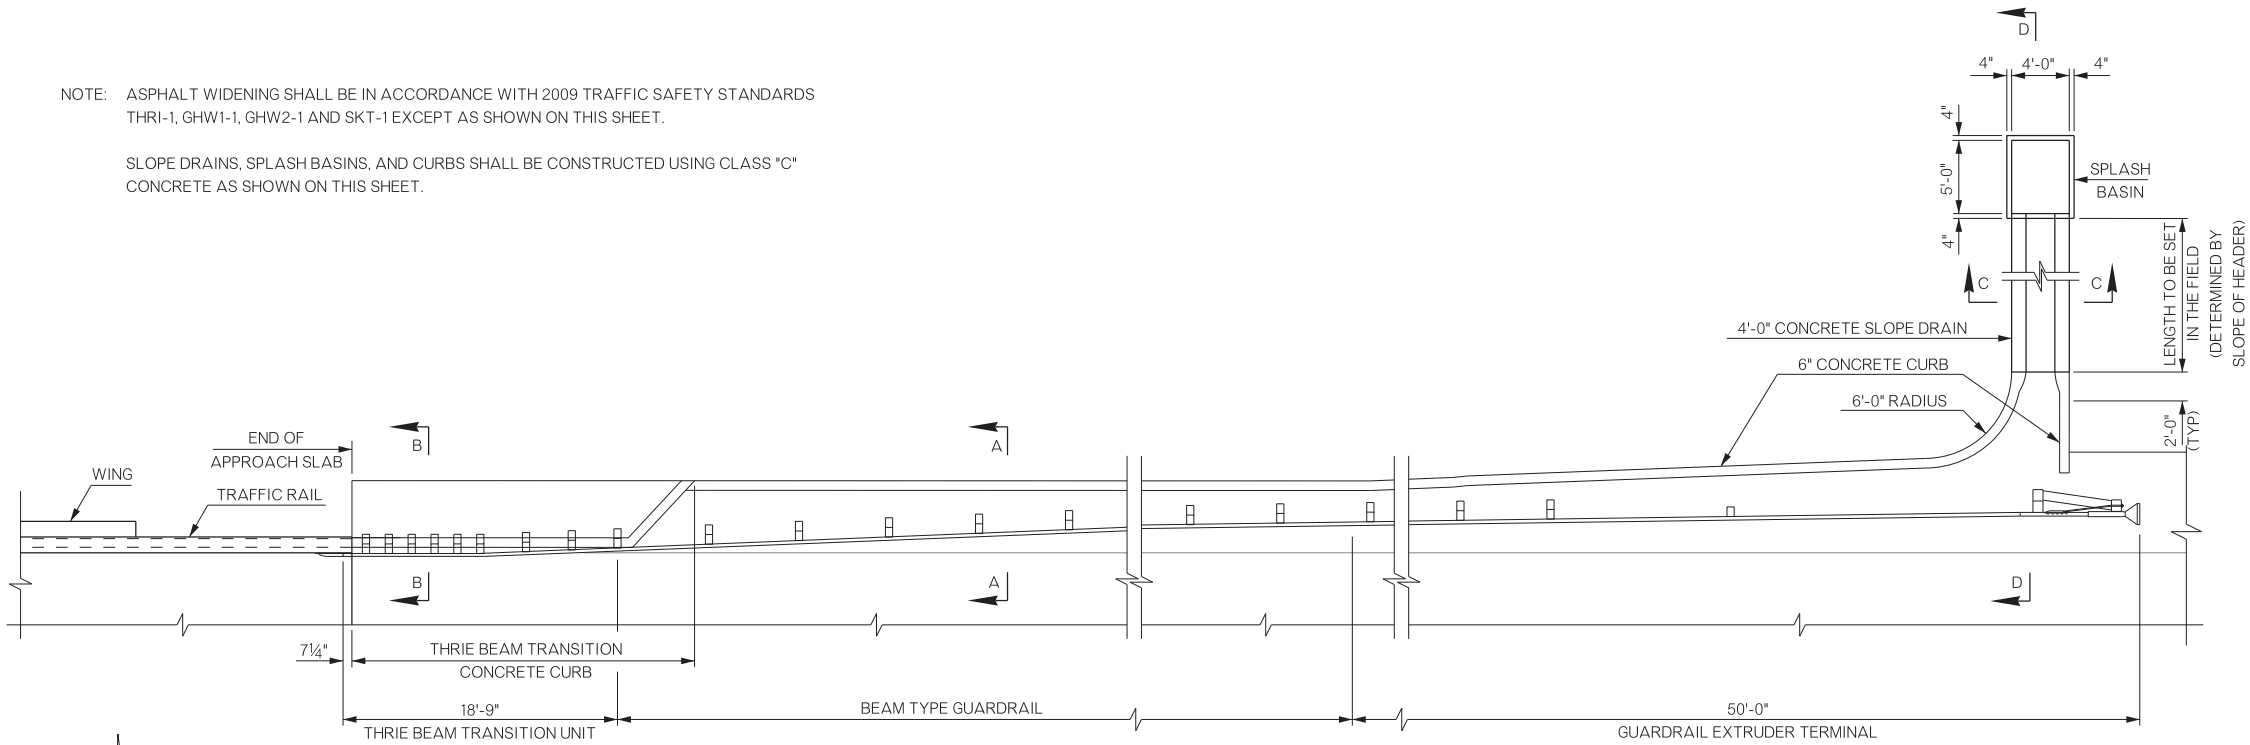 D
4" 4'-0" 4"
NOTE: ASPHALT WIDENING SHALL BE IN ACCORDANCE WITH 2009 TRAFFIC SAFETY STANDARDS
THRI-1, GHW1-1, GHW2-1 AND SKT-1 EXCEPT AS SHOWN ON THIS SHEET.
SLOPE DRAINS, SPLASH BASINS, AND CURBS SHALL BE CONSTRUCTED USING CLASS "C"
CONCRETE AS SHOWN ON THIS SHEET.
4"
5'-0"
4"
SPLASH
BASIN
LENGTH TO BE SET
IN THE FIELD
(DETERMINED BY
SLOPE OF HEADER)
C
C
4'-0" CONCRETE SLOPE DRAIN
6" CONCRETE CURB
6'-0" RADIUS
2'-0"
(TYP)
END OF
APPROACH SLAB
B
A
WING
TRAFFIC RAIL
B
A
D
7¼"
THRIE BEAM TRANSITION
CONCRETE CURB
18'-9"
THRIE BEAM TRANSITION UNIT
BEAM TYPE GUARDRAIL
50'-0"
GUARDRAIL EXTRUDER TERMINAL